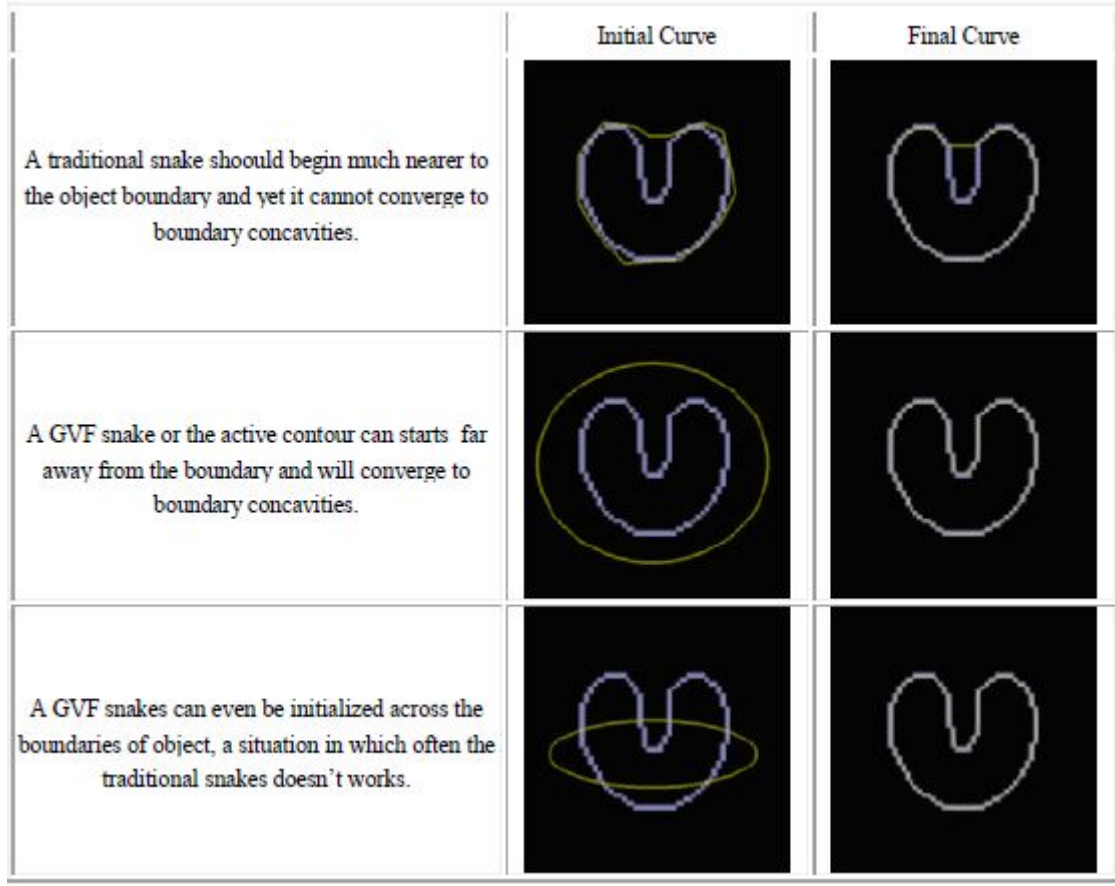 Initial Curve Final Curve
A traditional snake shoould begin much nearer to
the object boundary and yet it cannot converge to
boundary concavities.
A GVF snake or the active contour can starts far
away from the boundary and will converge to
boundary concavities.
A GVF snakes can even be initialized across the
boundaries of object, a situation in which often the
traditional snakes doesn’t works.